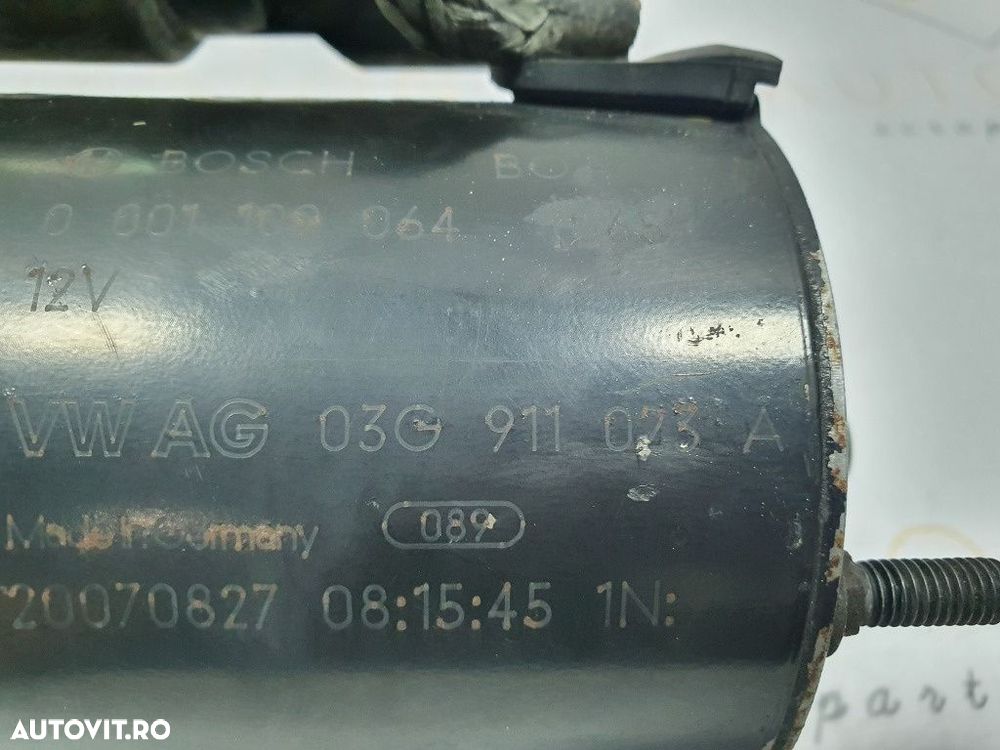 BOSCH
0 001 109 064
12V
VW AG 03G 911 023 A
Made in Germany 089
20070827 08:15:45 1N:
part
AUTOVIT.RO